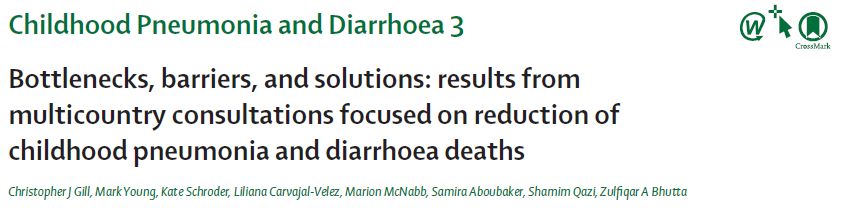 Childhood Pneumonia and Diarrhoea 3
W
CrossMark
Bottlenecks, barriers, and solutions: results from
multicountry consultations focused on reduction of
childhood pneumonia and diarrhoea deaths
Christopher J Gill, Mark Young, Kate Schroder, Liliana Carvajal-Velez, Marion McNabb, Samira Aboubaker, Shamim Qazi, Zulfiqar A Bhutta